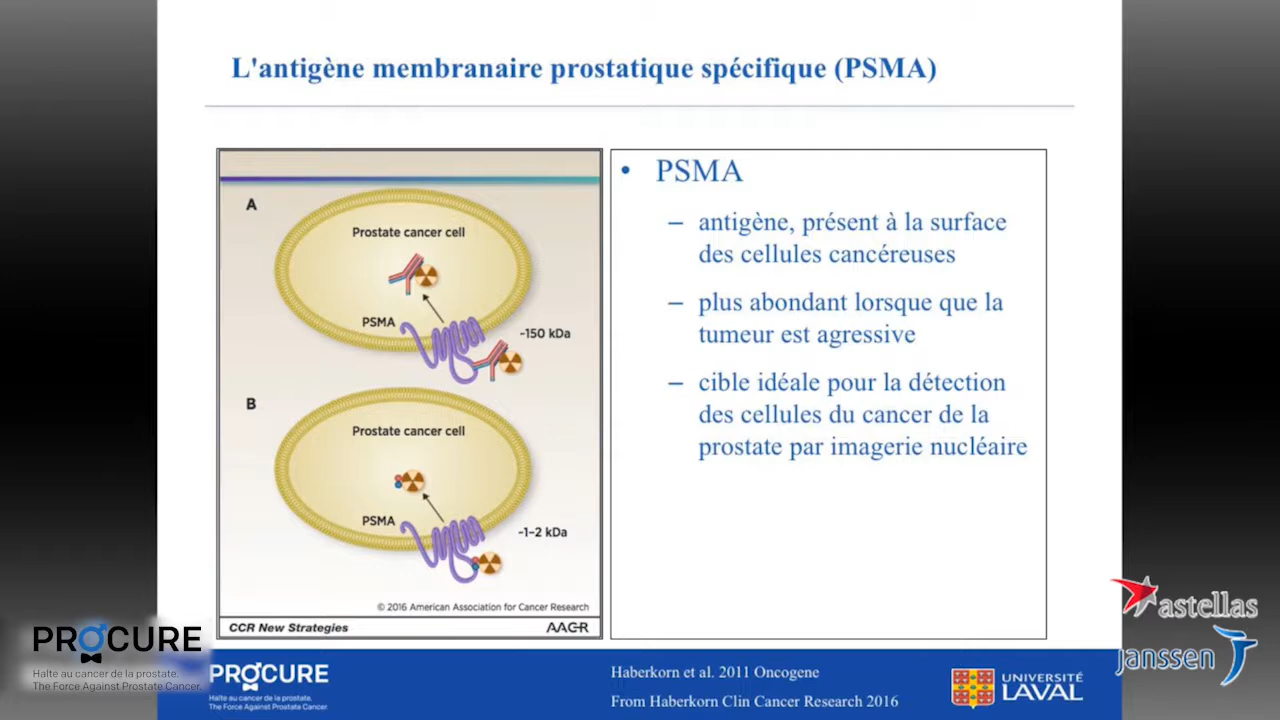 L'antigène membranaire prostatique spécifique (PSMA)
A
Prostate cancer cell
PSMA
~150 kDa
B
Prostate cancer cell
PSMA
~1–2 kDa
© 2016 American Association for Cancer Research
CCR New Strategies
AACR
• PSMA
– antigène, présent à la surface
des cellules cancéreuses
– plus abondant lorsque que la
tumeur est agressive
– cible idéale pour la détection
des cellules du cancer de la
prostate par imagerie nucléaire
PROCURE
Halte au cancer de la prostate.
The Force Against Prostate Cancer.
PROCURE
Halte au cancer de la prostate.
The Force Against Prostate Cancer.
Haberkorn et al. 2011 Oncogene
From Haberkorn Clin Cancer Research 2016
UNIVERSITÉ
LAVAL
astellas
janssen